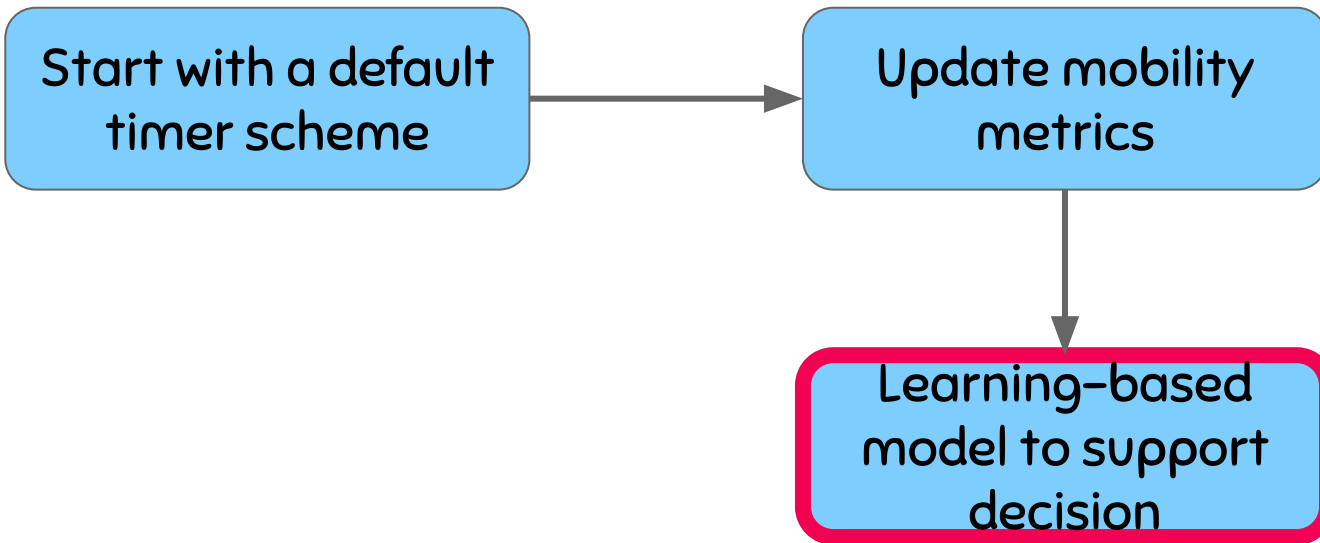 Start with a default
timer scheme
Update mobility
metrics
Learning-based
model to support
decision